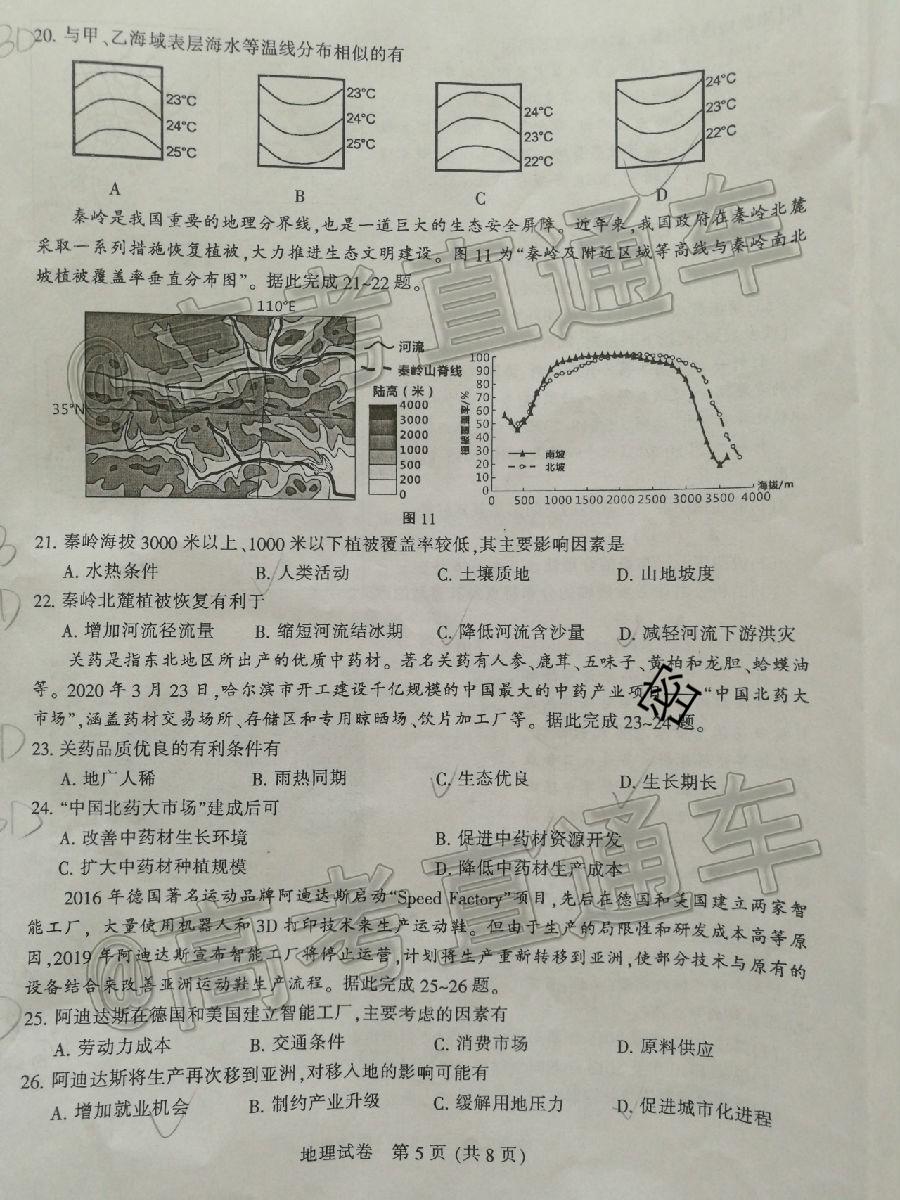 20. 与甲、乙海域表层海水等温线分布相似的有
23℃
24℃
25℃
A
23℃
24℃
25℃
B
24℃
23℃
22℃
C
24℃
23℃
22℃
D
秦岭是我国重要的地理分界线,也是一道巨大的生态安全屏障。近年来,我国政府在秦岭北麓
采取一系列措施恢复植被,大力推进生态文明建设。图11为“秦岭及附近区域等高线与秦岭南北
坡植被覆盖率垂直分布图”。据此完成21~22题。
110°E
35°N
河流
秦岭山脊线
陆高(米)
4000
3000
2000
1000
500
200
0
植被覆盖率/%
100
90
80
70
60
50
40
30
20
10
0
南坡
北坡
0 500 1000 1500 2000 2500 3000 3500 4000
海拔/m
图11
21. 秦岭海拔3000米以上、1000米以下植被覆盖率较低,其主要影响因素是
A. 水热条件 B. 人类活动 C. 土壤质地 D. 山地坡度
22. 秦岭北麓植被恢复有利于
A. 增加河流径流量 B. 缩短河流结冰期 C. 降低河流含沙量 D. 减轻河流下游洪灾
关药是指东北地区所出产的优质中药材。著名关药有人参、鹿茸、五味子、黄柏和龙胆、蛤蟆油
等。2020年3月23日,哈尔滨市开工建设千亿规模的中国最大的中药产业项 “中国北药大
市场”,涵盖药材交易场所、存储区和专用晾晒场、饮片加工厂等。据此完成23~24题。
密
23. 关药品质优良的有利条件有
A. 地广人稀 B. 雨热同期 C. 生态优良 D. 生长期长
24. “中国北药大市场”建成后可
A. 改善中药材生长环境 B. 促进中药材资源开发
C. 扩大中药材种植规模 D. 降低中药材生产成本
2016年德国著名运动品牌阿迪达斯启动“Speed Factory”项目,先后在德国和美国建立两家智
能工厂,大量使用机器人和3D打印技术来生产运动鞋。但由于生产的局限性和研发成本高等原
因,2019年阿迪达斯宣布智能工厂将停止运营,计划将生产重新转移到亚洲,使部分技术与原有的
设备结合来改善亚洲运动鞋生产流程。据此完成25~26题。
25. 阿迪达斯在德国和美国建立智能工厂,主要考虑的因素有
A. 劳动力成本 B. 交通条件 C. 消费市场 D. 原料供应
26. 阿迪达斯将生产再次移到亚洲,对移入地的影响可能有
A. 增加就业机会 B. 制约产业升级 C. 缓解用地压力 D. 促进城市化进程
地理试卷 第5页(共8页)
@高考直通车
@高考直通车